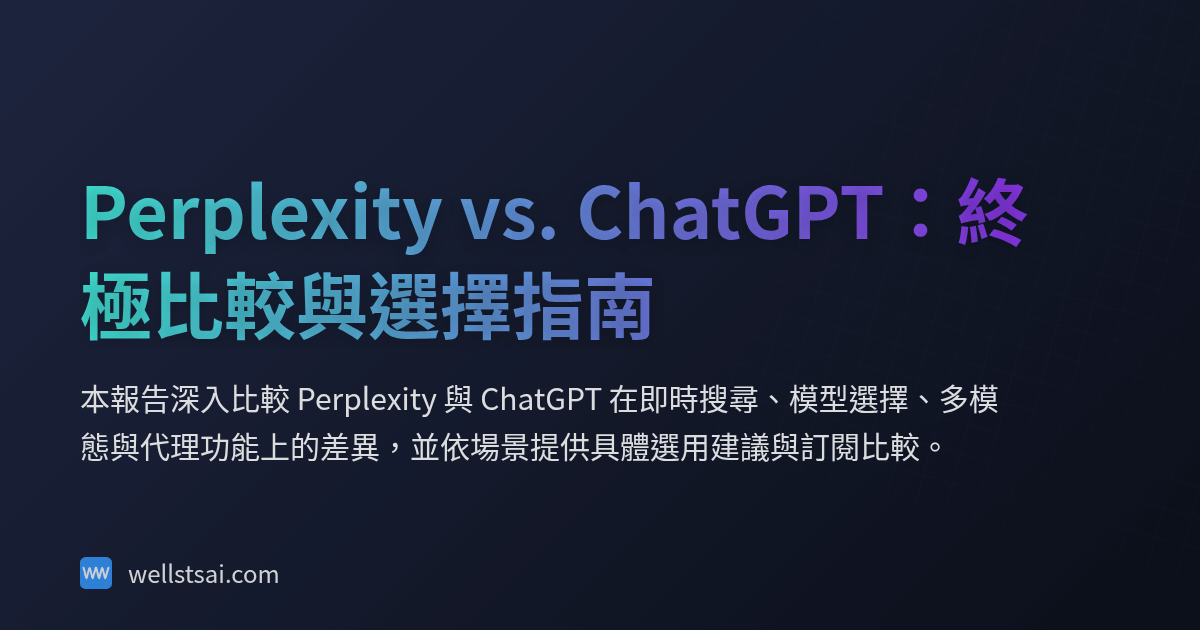 Perplexity vs. ChatGPT：終
極比較與選擇指南
本報告深入比較 Perplexity 與 ChatGPT 在即時搜尋、模型選擇、多模
態與代理功能上的差異，並依場景提供具體選用建議與訂閱比較。
WW wellstsai.com